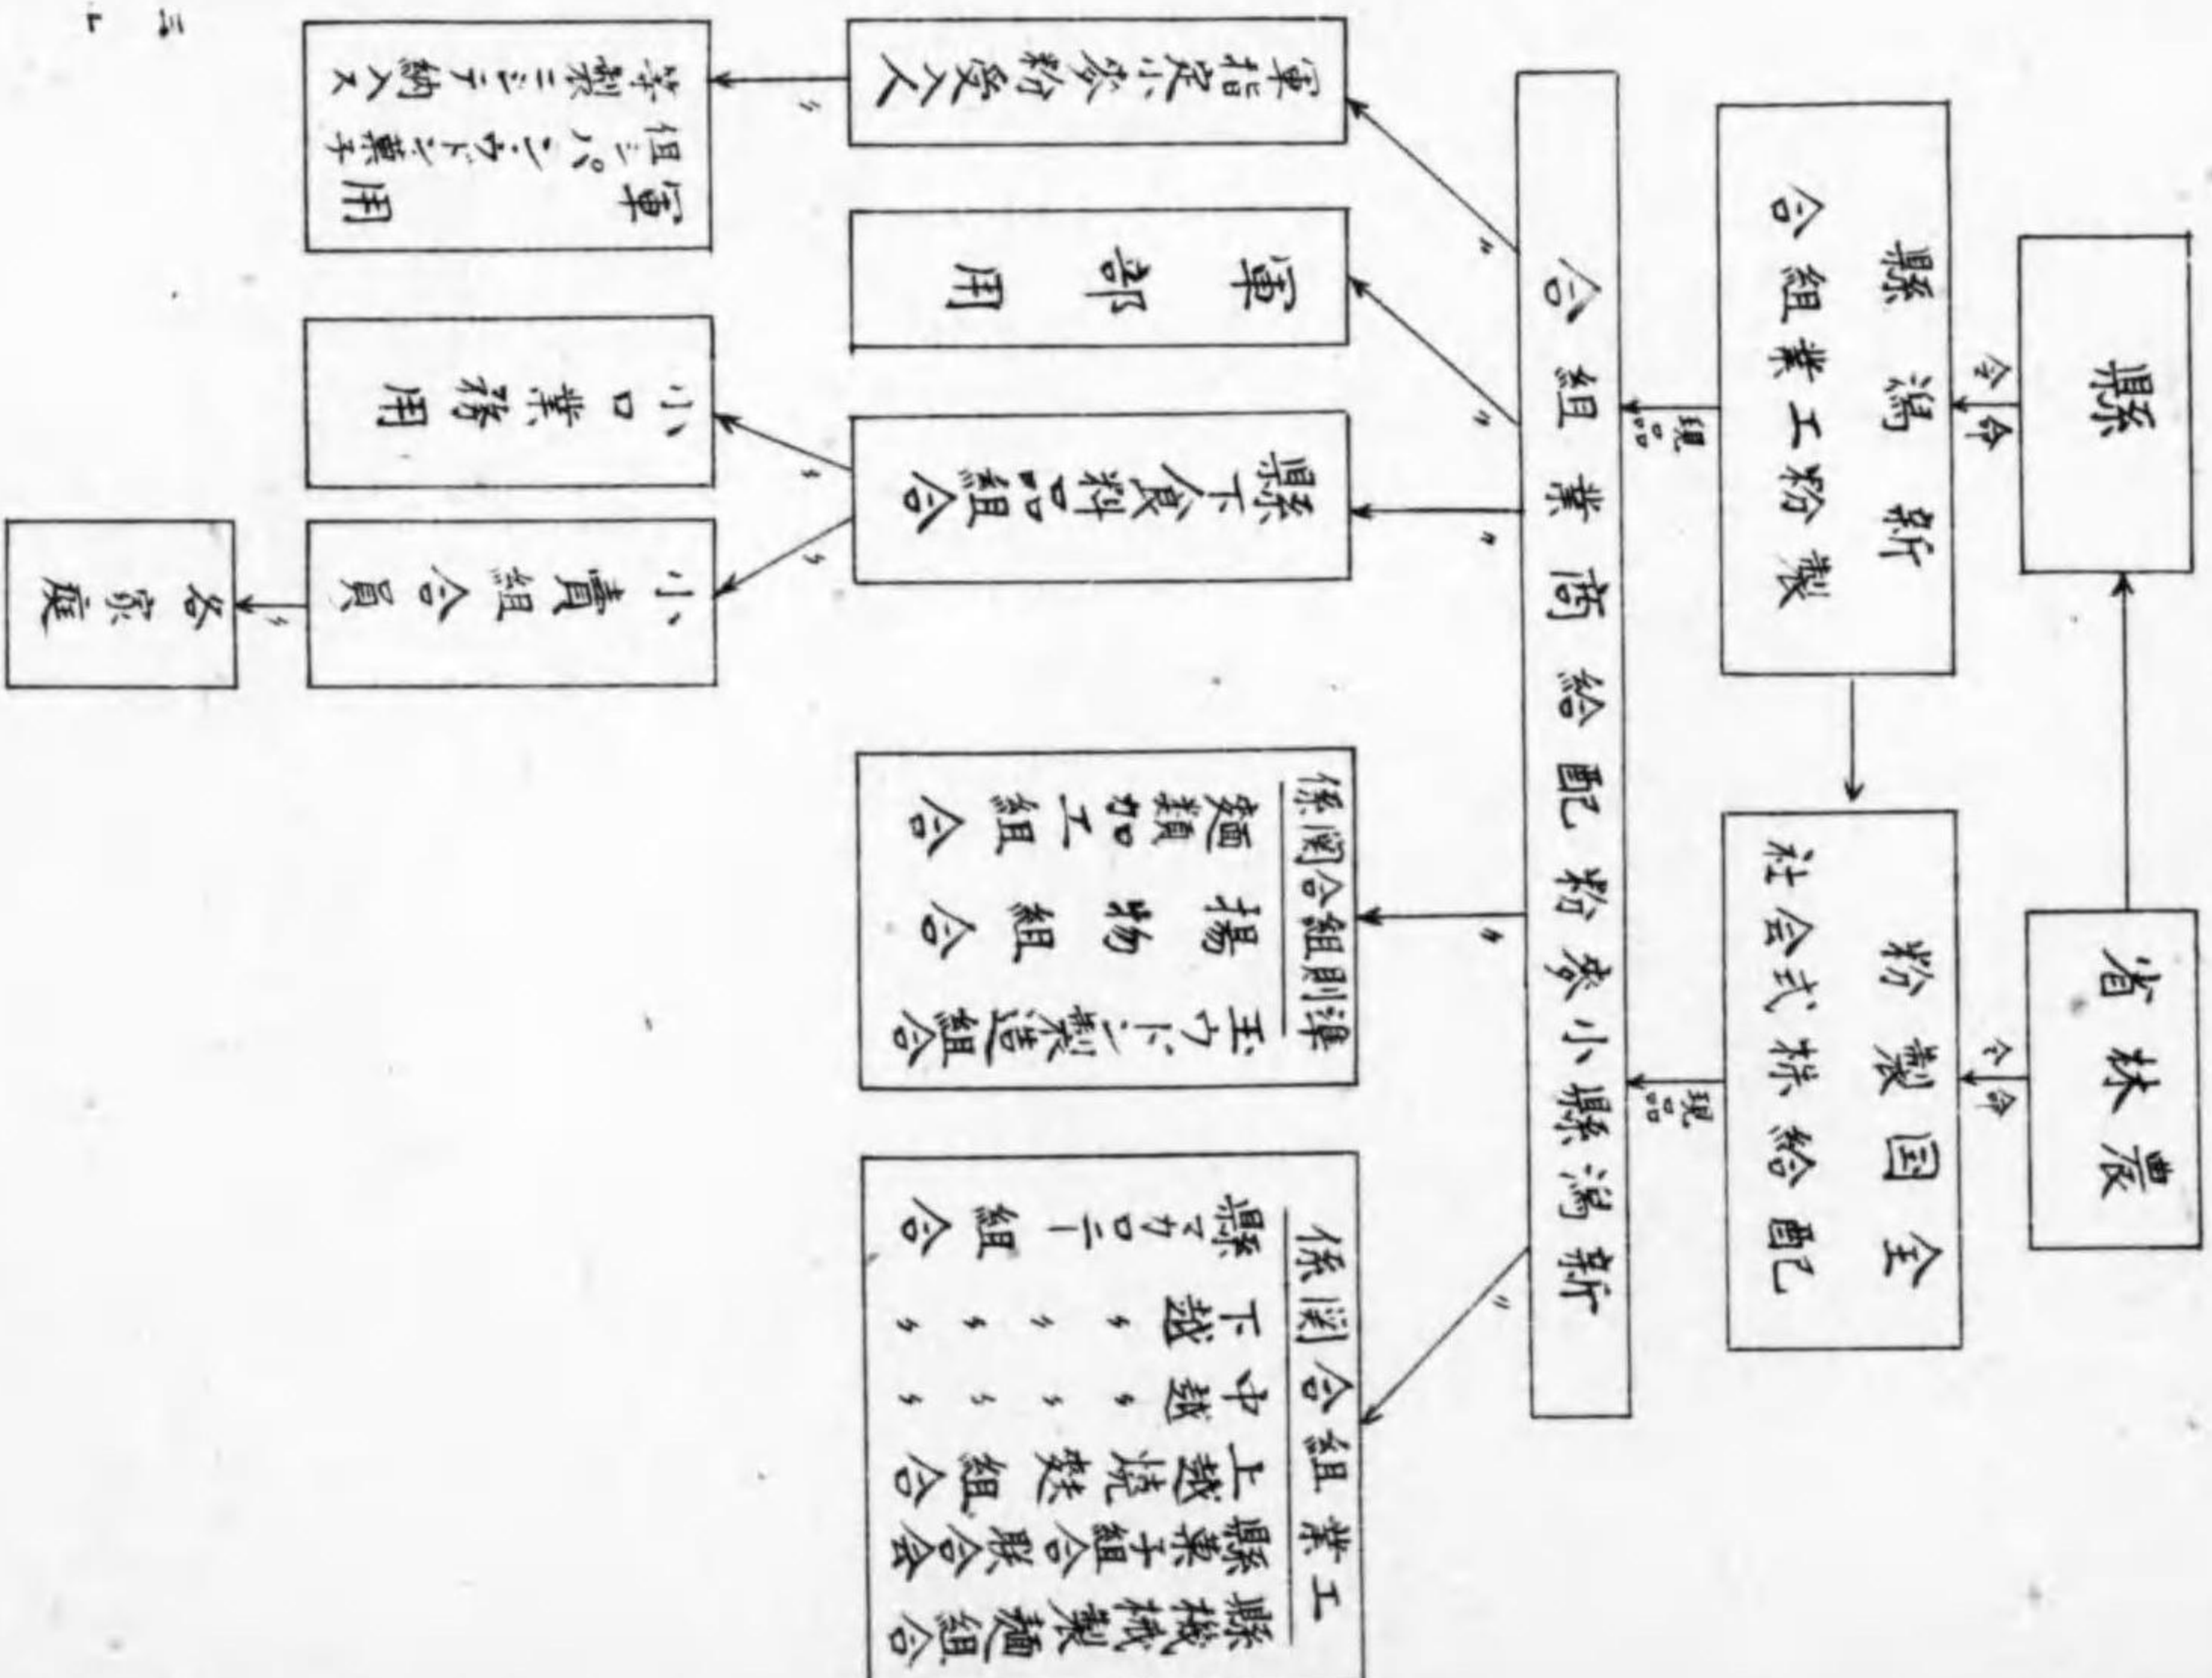 農林省
縣
命令
命令
全国製粉
配給株式会社
新潟縣
製粉工業組合
現品
現品
新潟縣小麥粉配給商業組合
〃
〃
〃
〃
〃
工業組合関係
縣機械製麺組合
縣菓子組合联合会
上越焼麩組合
中越〃〃〃〃
下越〃〃〃〃
縣マカロニー組合
準則組合関係
玉ウドン製造組合
揚物組合
麺類加工組合
縣下食料品組合
軍部用
軍指定小麥粉受入人
〃
〃
〃
小賣組合員
小口業務用
軍用
但シパン、ウドン菓子
等製ニシテ納入ス
〃
各家庭